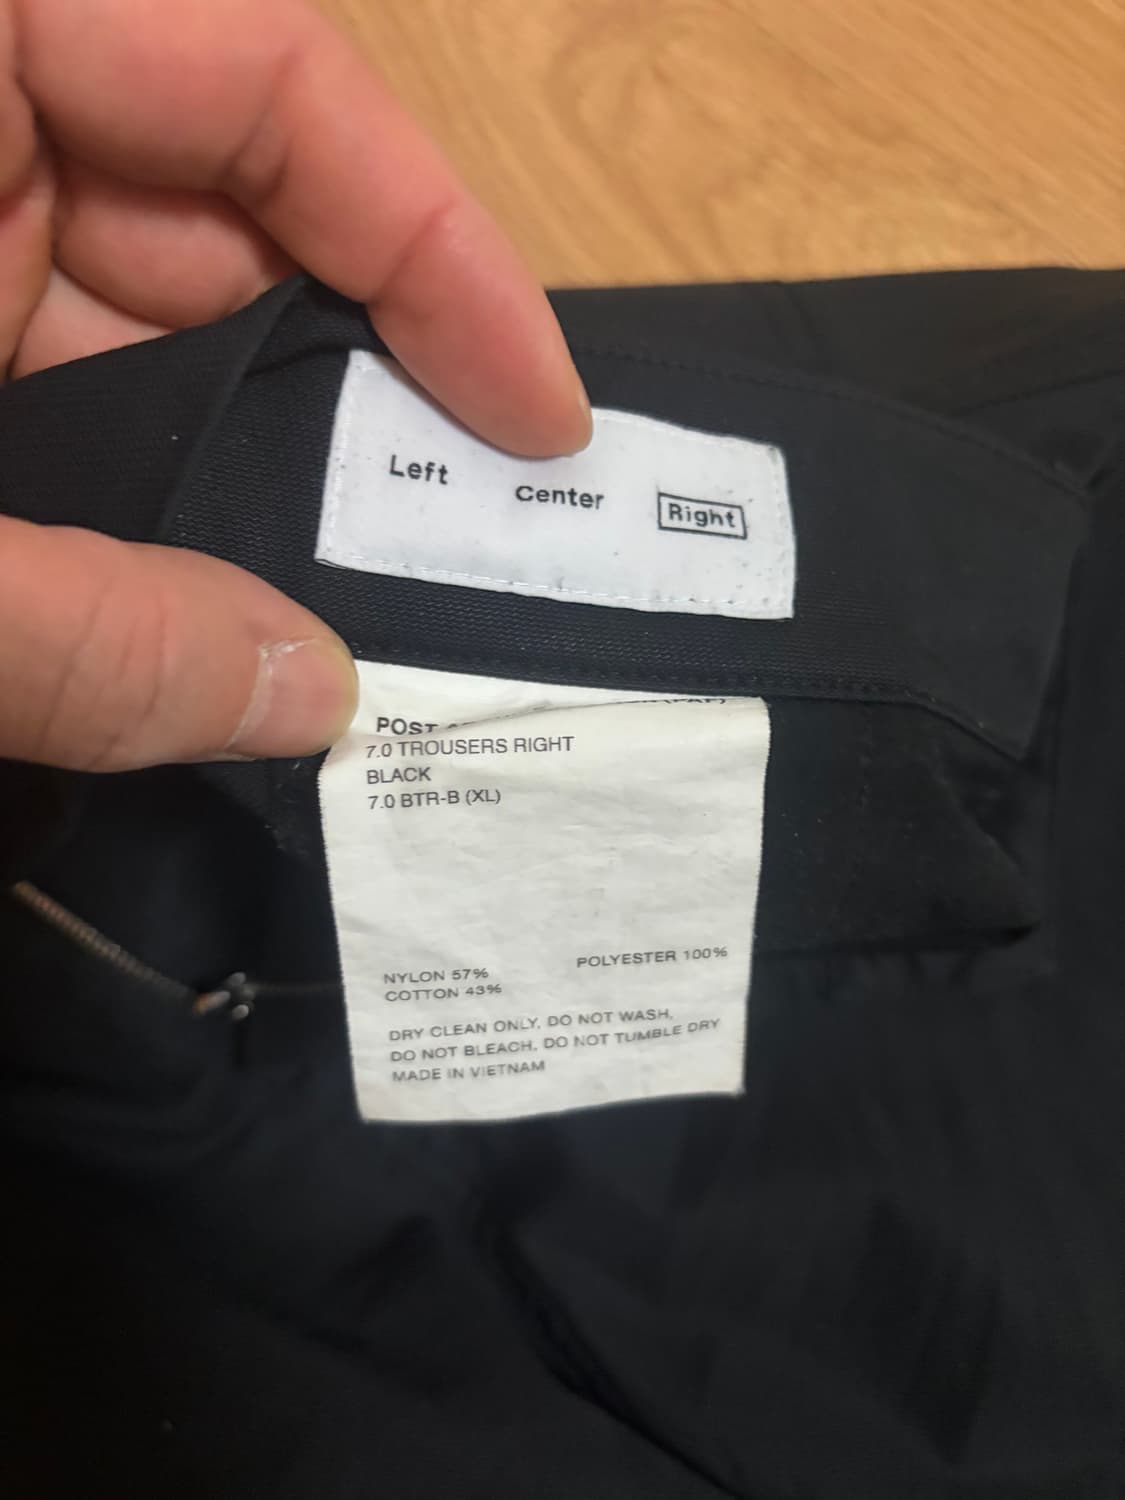 Left Center Right
POST
7.0 TROUSERS RIGHT
BLACK
7.0 BTR-B (XL)
NYLON 57% POLYESTER 100%
COTTON 43%
DRY CLEAN ONLY, DO NOT WASH,
DO NOT BLEACH, DO NOT TUMBLE DRY
MADE IN VIETNAM